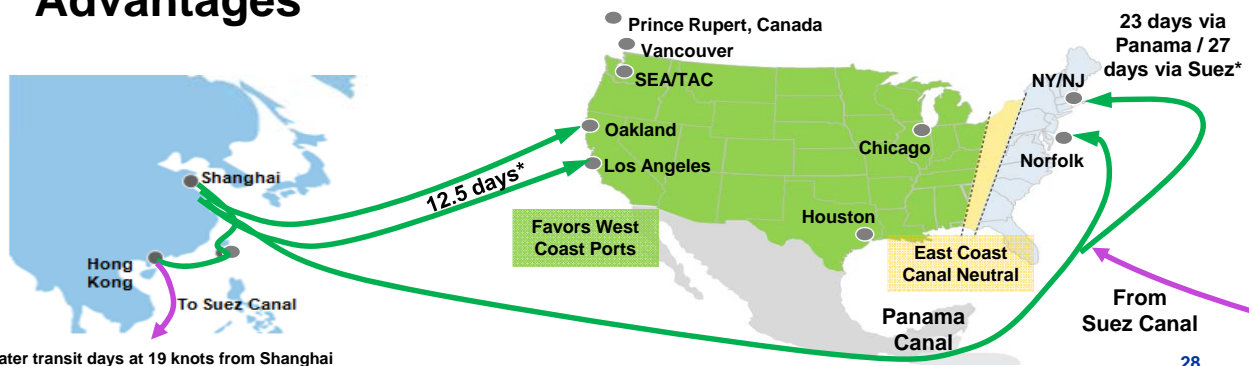 Advantages
Prince Rupert, Canada
Vancouver
SEA/TAC
23 days via
Panama / 27
days via Suez*
NY/NJ
Oakland
Chicago
Los Angeles
Norfolk
Shanghai
12.5 days*
Houston
Favors West
Coast Ports
East Coast
Canal Neutral
Hong
Kong
To Suez Canal
Panama
Canal
From
Suez Canal
transit days at 19 knots from Shanghai
28